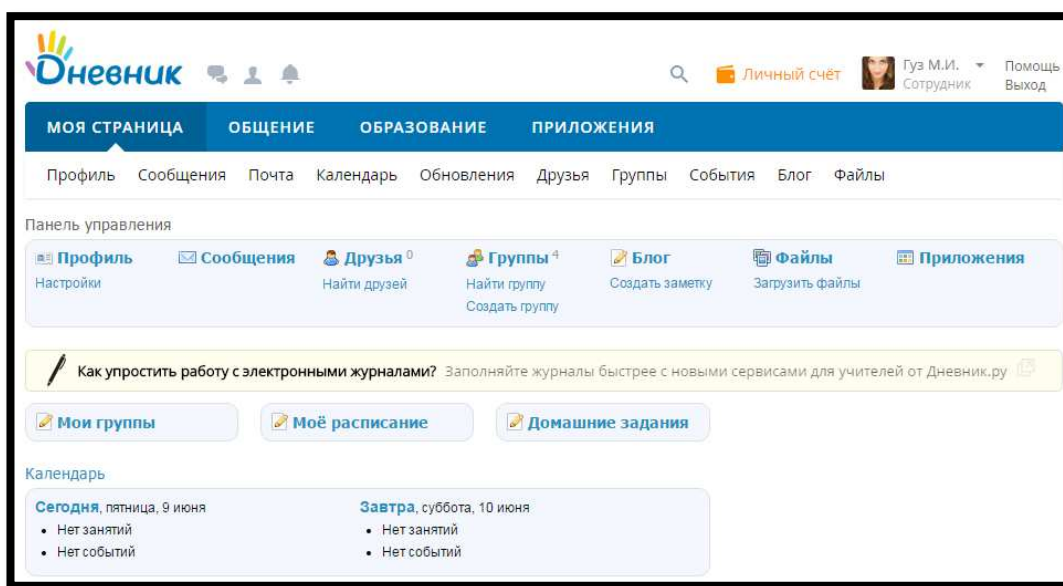 Дневник
Личный счёт
Гуз М.И.
Сотрудник
Помощь
Выход
МОЯ СТРАНИЦА ОБЩЕНИЕ ОБРАЗОВАНИЕ ПРИЛОЖЕНИЯ
Профиль Сообщения Почта Календарь Обновления Друзья Группы События Блог Файлы
Панель управления
Профиль Сообщения Друзья 0 Группы 4 Блог Файлы Приложения
Настройки Найти друзей Найти группу Создать заметку Загрузить файлы
Создать группу
Как упростить работу с электронными журналами? Заполняйте журналы быстрее с новыми сервисами для учителей от Дневник.ру
Мои группы Моё расписание Домашние задания
Календарь
Сегодня, пятница, 9 июня Завтра, суббота, 10 июня
• Нет занятий • Нет занятий
• Нет событий • Нет событий